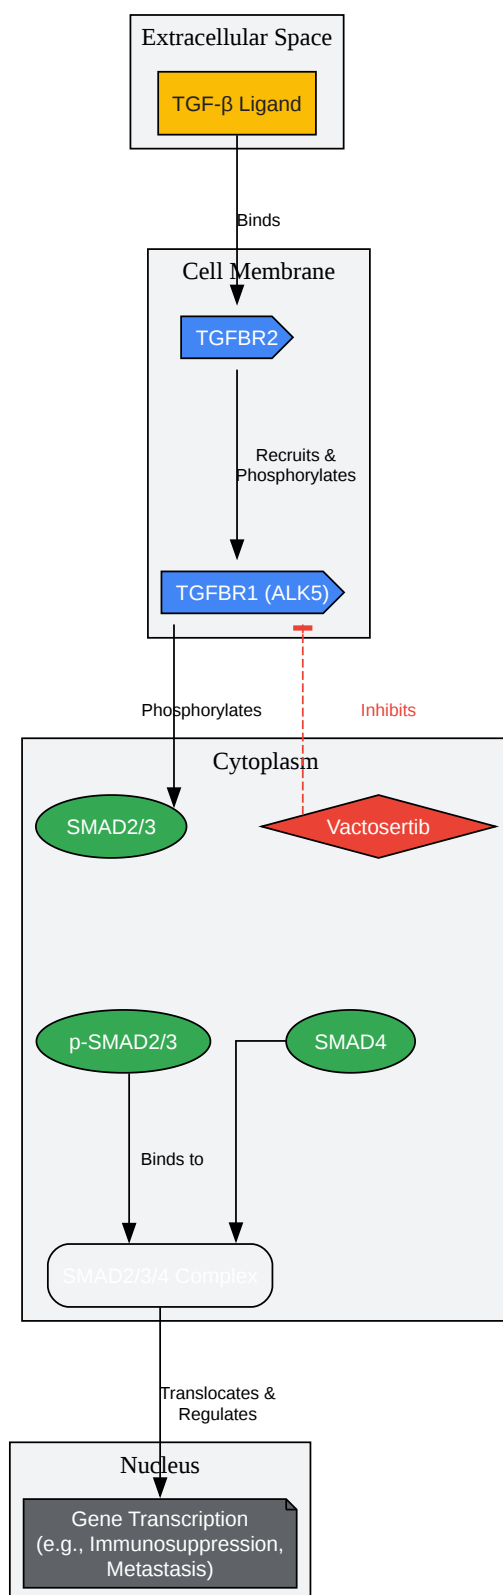 Extracellular Space
TGF-β Ligand
Binds
Cell Membrane
TGFBR2
Recruits &
Phosphorylates
TGFBR1 (ALK5)
Phosphorylates
Inhibits
Cytoplasm
SMAD2/3
Vactosertib
p-SMAD2/3
SMAD4
Binds to
SMAD2/3/4 Complex
Translocates &
Regulates
Nucleus
Gene Transcription
(e.g., Immunosuppression,
Metastasis)